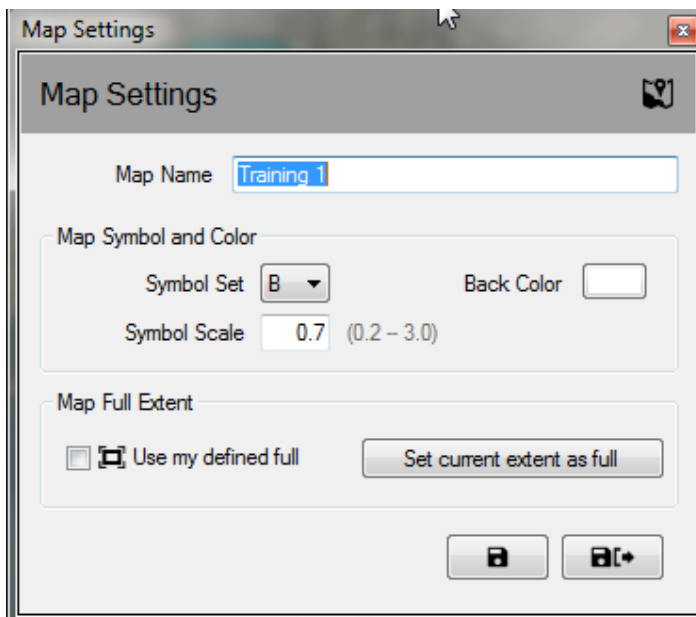 Map Settings
Map Settings
Map Name Training 1
Map Symbol and Color
Symbol Set B Back Color
Symbol Scale 0.7 (0.2 -- 3.0)
Map Full Extent
Use my defined full Set current extent as full